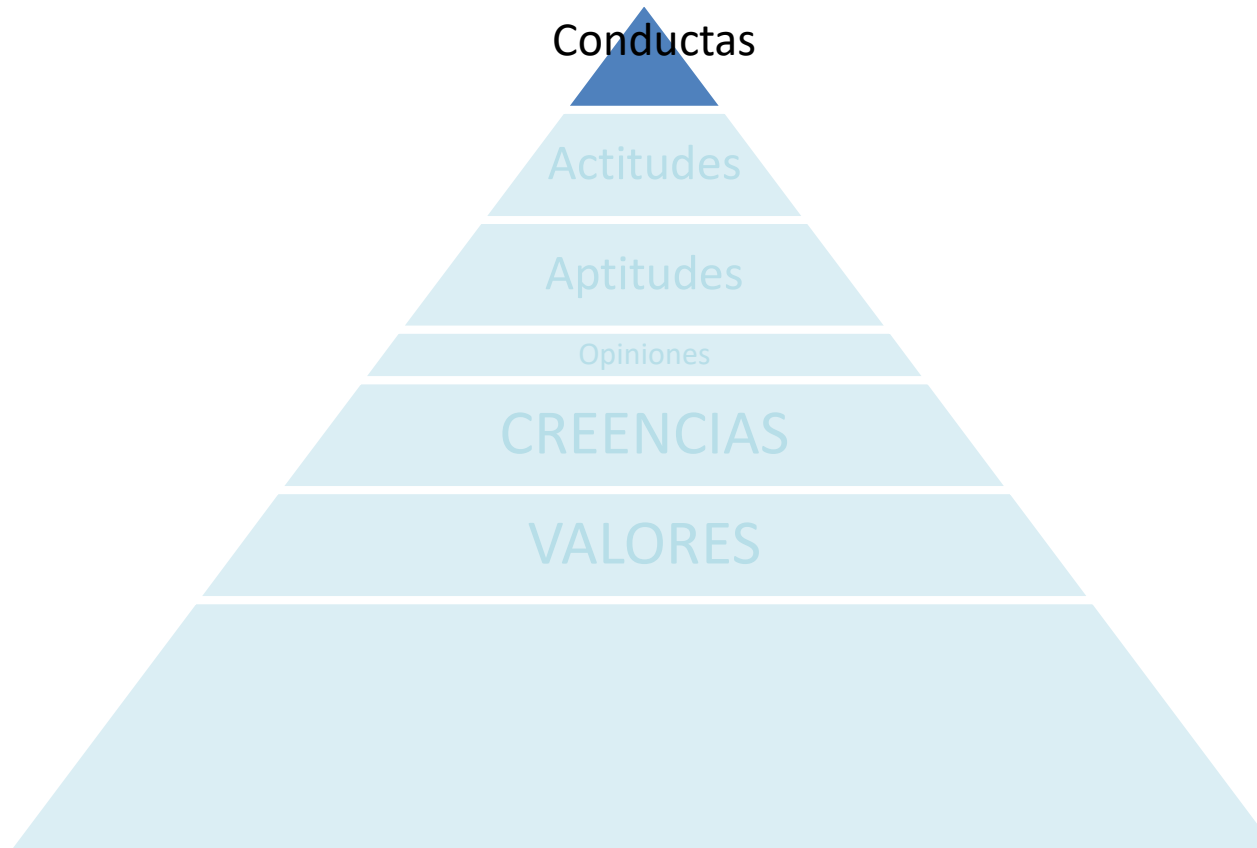 Conductas
Actitudes
Aptitudes
Opiniones
CREENCIAS
VALORES